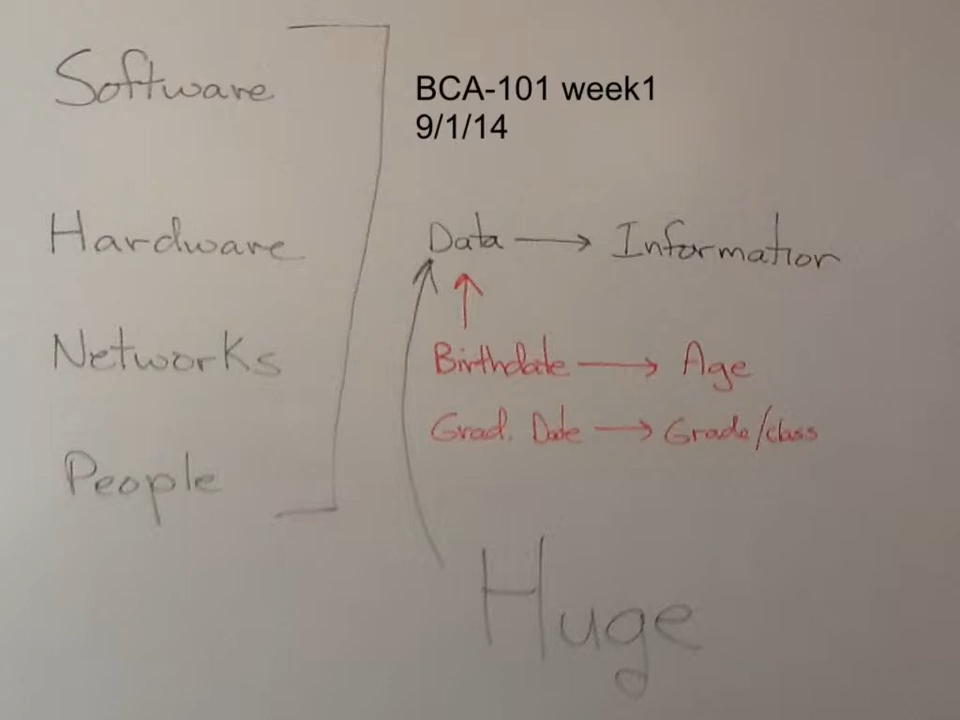 Software
Hardware
Networks
People
BCA-101 week1
9/1/14
Data → Information
Birthdate → Age
Grad. Date → Grade/class
Huge